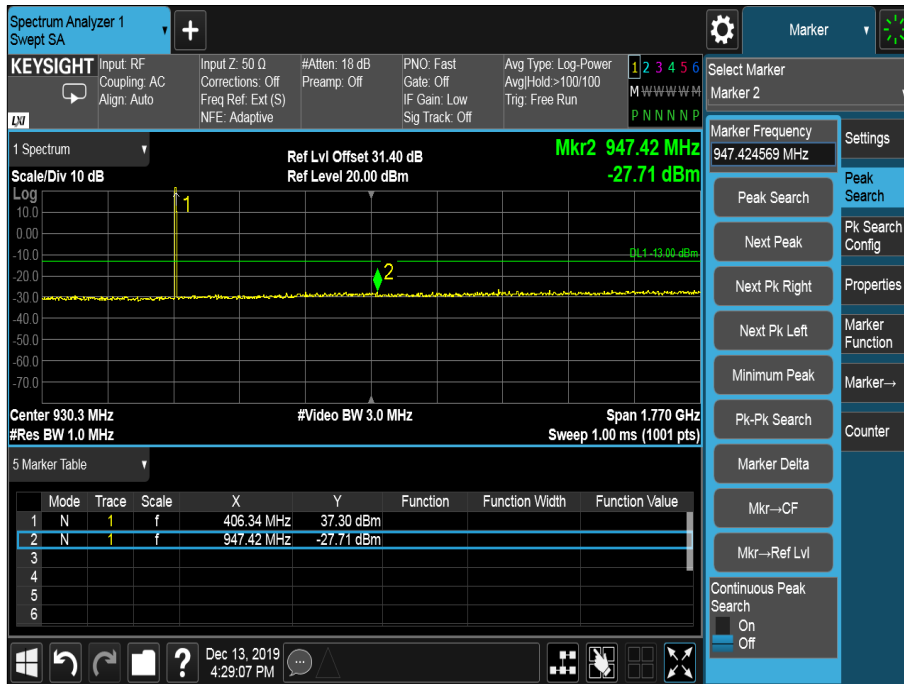 Spectrum Analyzer 1
Swept SA
+
Marker
KEYSIGHT
LXI
Input: RF
Coupling: AC
Align: Auto
Input Z: 50 Ω
Corrections: Off
Freq Ref: Ext (S)
NFE: Adaptive
#Atten: 18 dB
Preamp: Off
PNO: Fast
Gate: Off
IF Gain: Low
Sig Track: Off
Avg Type: Log-Power
Avg|Hold:>100/100
Trig: Free Run
1 2 3 4 5 6
M W W W W M
P N N N N P
Select Marker
Marker 2
1 Spectrum
Scale/Div 10 dB
Ref Lvl Offset 31.40 dB
Ref Level 20.00 dBm
Mkr2 947.42 MHz
-27.71 dBm
Log
10.0
0.00
-10.0
-20.0
-30.0
-40.0
-50.0
-60.0
-70.0
1
2
DL1 -13.00 dBm
Center 930.3 MHz
#Res BW 1.0 MHz
#Video BW 3.0 MHz
Span 1.770 GHz
Sweep 1.00 ms (1001 pts)
5 Marker Table
Mode Trace Scale X Y Function Function Width Function Value
1 N 1 f 406.34 MHz 37.30 dBm
2 N 1 f 947.42 MHz -27.71 dBm
3
4
5
6
Marker Frequency
947.424569 MHz
Peak Search
Next Peak
Next Pk Right
Next Pk Left
Minimum Peak
Pk-Pk Search
Marker Delta
Mkr→CF
Mkr→Ref Lvl
Continuous Peak
Search
On
Off
Settings
Peak
Search
Pk Search
Config
Properties
Marker
Function
Marker→
Counter
?
Dec 13, 2019
4:29:07 PM